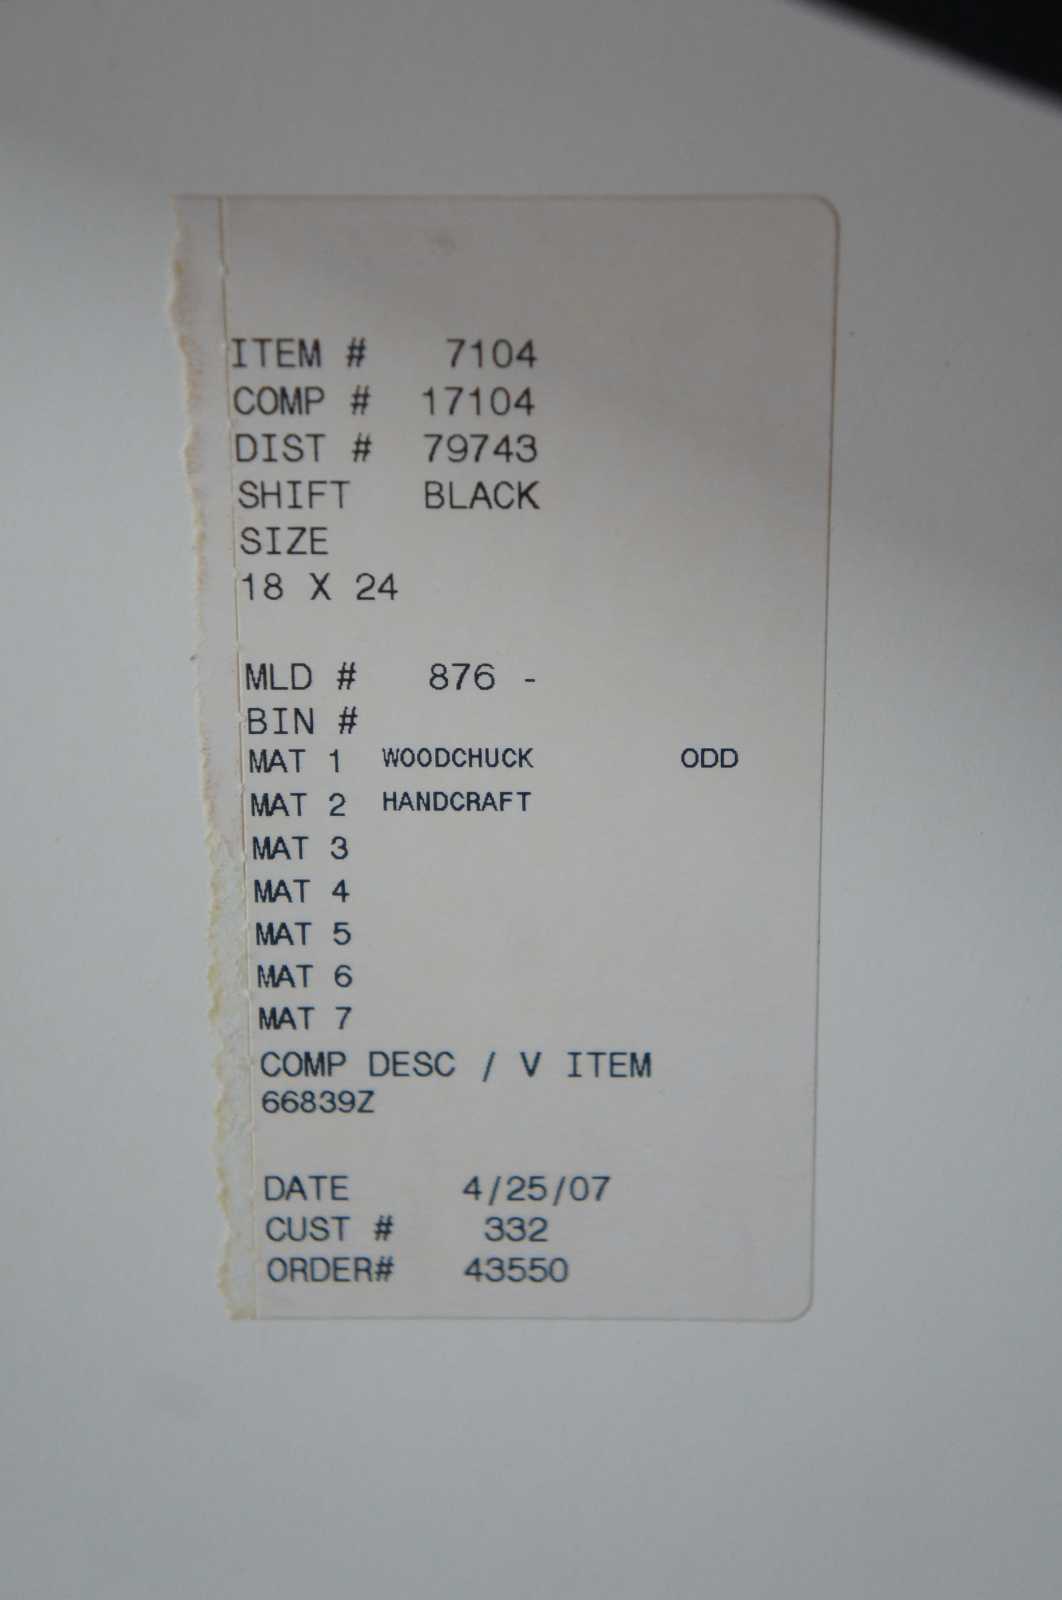 ITEM # 7104
COMP # 17104
DIST # 79743
SHIFT BLACK
SIZE
18 X 24
MLD # 876 -
BIN #
MAT 1 WOODCHUCK ODD
MAT 2 HANDCRAFT
MAT 3
MAT 4
MAT 5
MAT 6
MAT 7
COMP DESC / V ITEM
66839Z
DATE 4/25/07
CUST # 332
ORDER# 43550